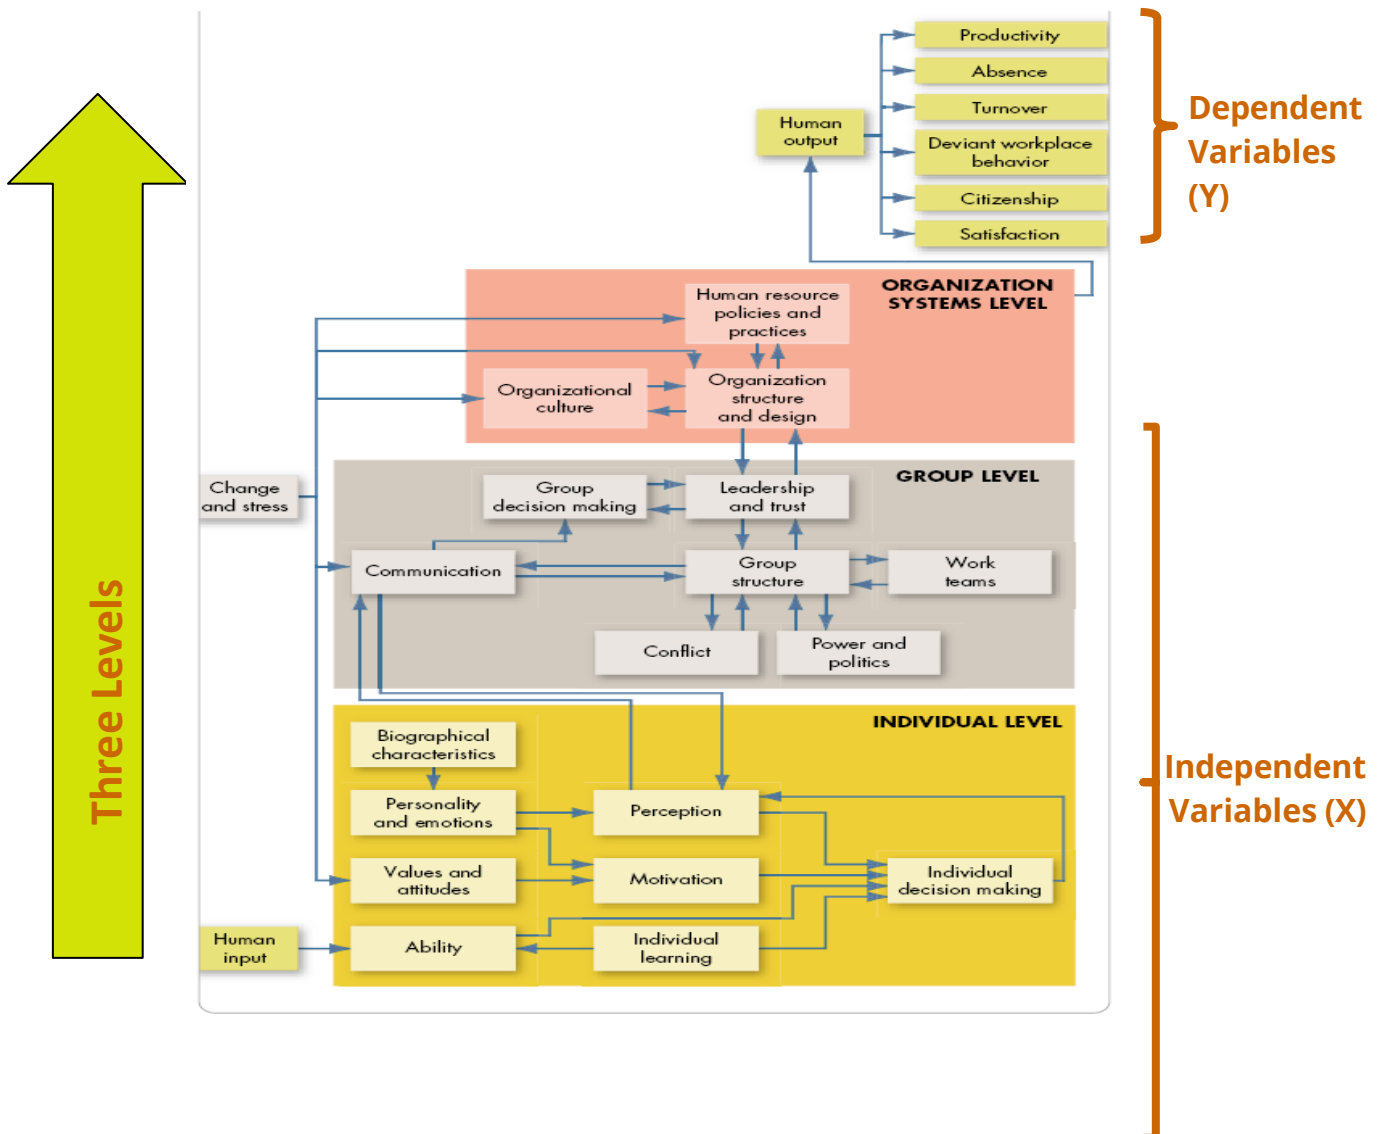 Productivity
Absence
Turnover
Deviant workplace
behavior
Citizenship
Satisfaction
Human
output
Dependent
Variables
(Y)
ORGANIZATION
SYSTEMS LEVEL
Human resource
policies and
practices
Organizational
culture
Organization
structure
and design
GROUP LEVEL
Change
and stress
Group
decision making
Leadership
and trust
Communication
Group
structure
Work
teams
Conflict
Power and
politics
Three Levels
INDIVIDUAL LEVEL
Biographical
characteristics
Personality
and emotions
Perception
Values and
attitudes
Motivation
Individual
decision making
Human
input
Ability
Individual
learning
Independent
Variables (X)